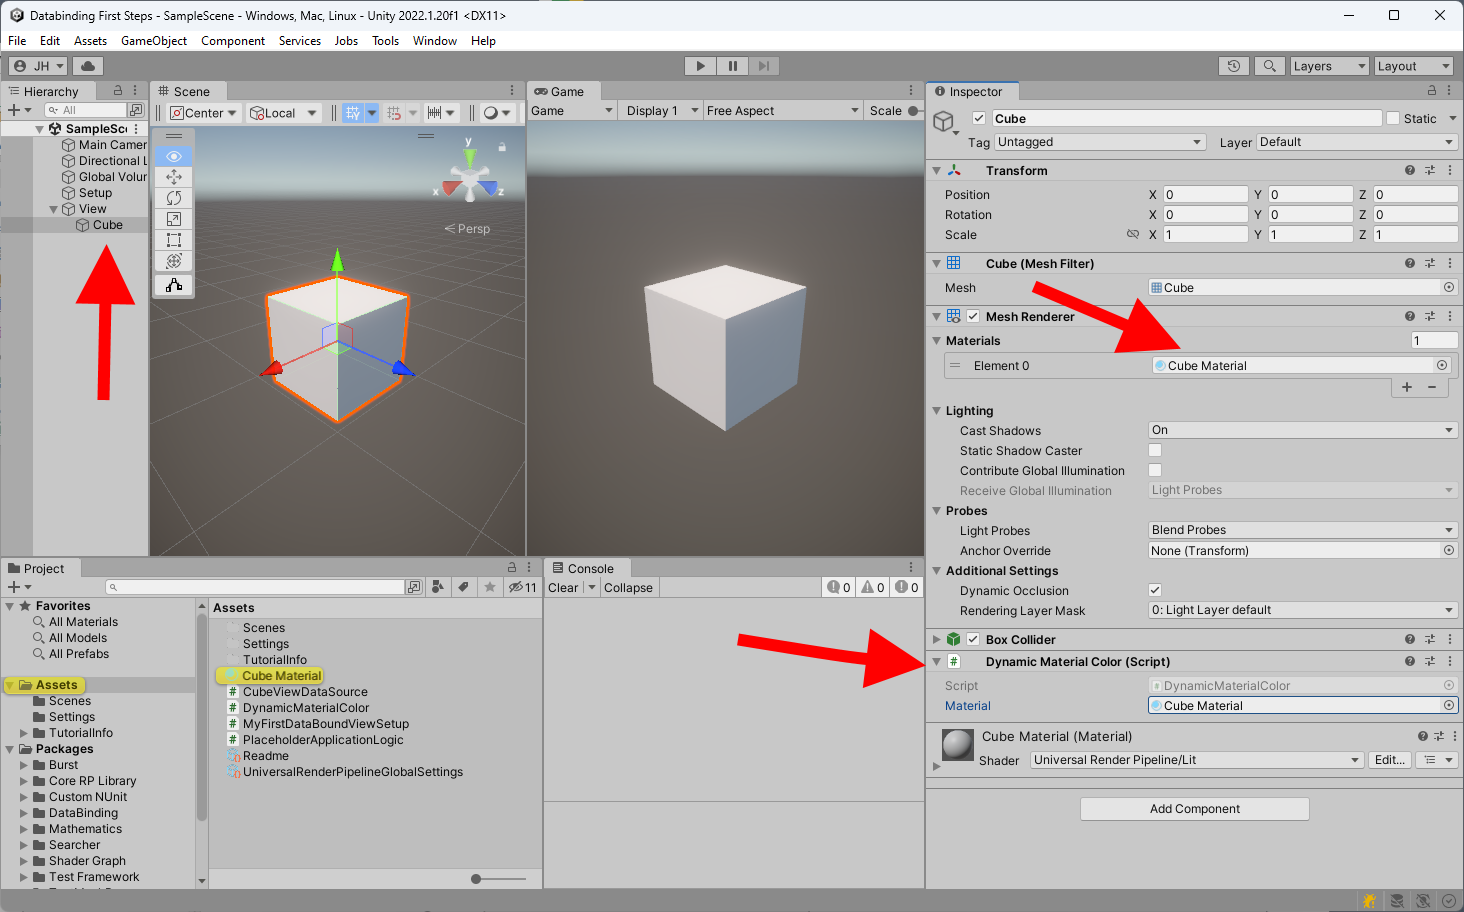 Databinding First Steps - SampleScene - Windows, Mac, Linux - Unity 2022.1.20f1 <DX11>
File Edit Assets GameObject Component Services Jobs Tools Window Help
JH
Layers
Layout
Hierarchy
All
SampleSc
Main Camer
Directional L
Global Volur
Setup
View
Cube
Scene
Center
Local
y
x
z
Persp
Game
Game
Display 1
Free Aspect
Scale
Inspector
Cube
Static
Tag Untagged
Layer Default
Transform
Position X 0 Y 0 Z 0
Rotation X 0 Y 0 Z 0
Scale X 1 Y 1 Z 1
Cube (Mesh Filter)
Mesh Cube
Mesh Renderer
Materials 1
Element 0 Cube Material
Lighting
Cast Shadows On
Static Shadow Caster
Contribute Global Illumination
Receive Global Illumination Light Probes
Probes
Light Probes Blend Probes
Anchor Override None (Transform)
Additional Settings
Dynamic Occlusion
Rendering Layer Mask 0: Light Layer default
Box Collider
Dynamic Material Color (Script)
Script DynamicMaterialColor
Material Cube Material
Cube Material (Material)
Shader Universal Render Pipeline/Lit Edit...
Add Component
Project
11
Favorites
All Materials
All Models
All Prefabs
Assets
Scenes
Settings
TutorialInfo
Packages
Burst
Core RP Library
Custom NUnit
DataBinding
Mathematics
Searcher
Shader Graph
Test Framework
Assets
Scenes
Settings
TutorialInfo
Cube Material
CubeViewDataSource
DynamicMaterialColor
MyFirstDataBoundViewSetup
PlaceholderApplicationLogic
Readme
UniversalRenderPipelineGlobalSettings
Console
Clear Collapse 0 0 0